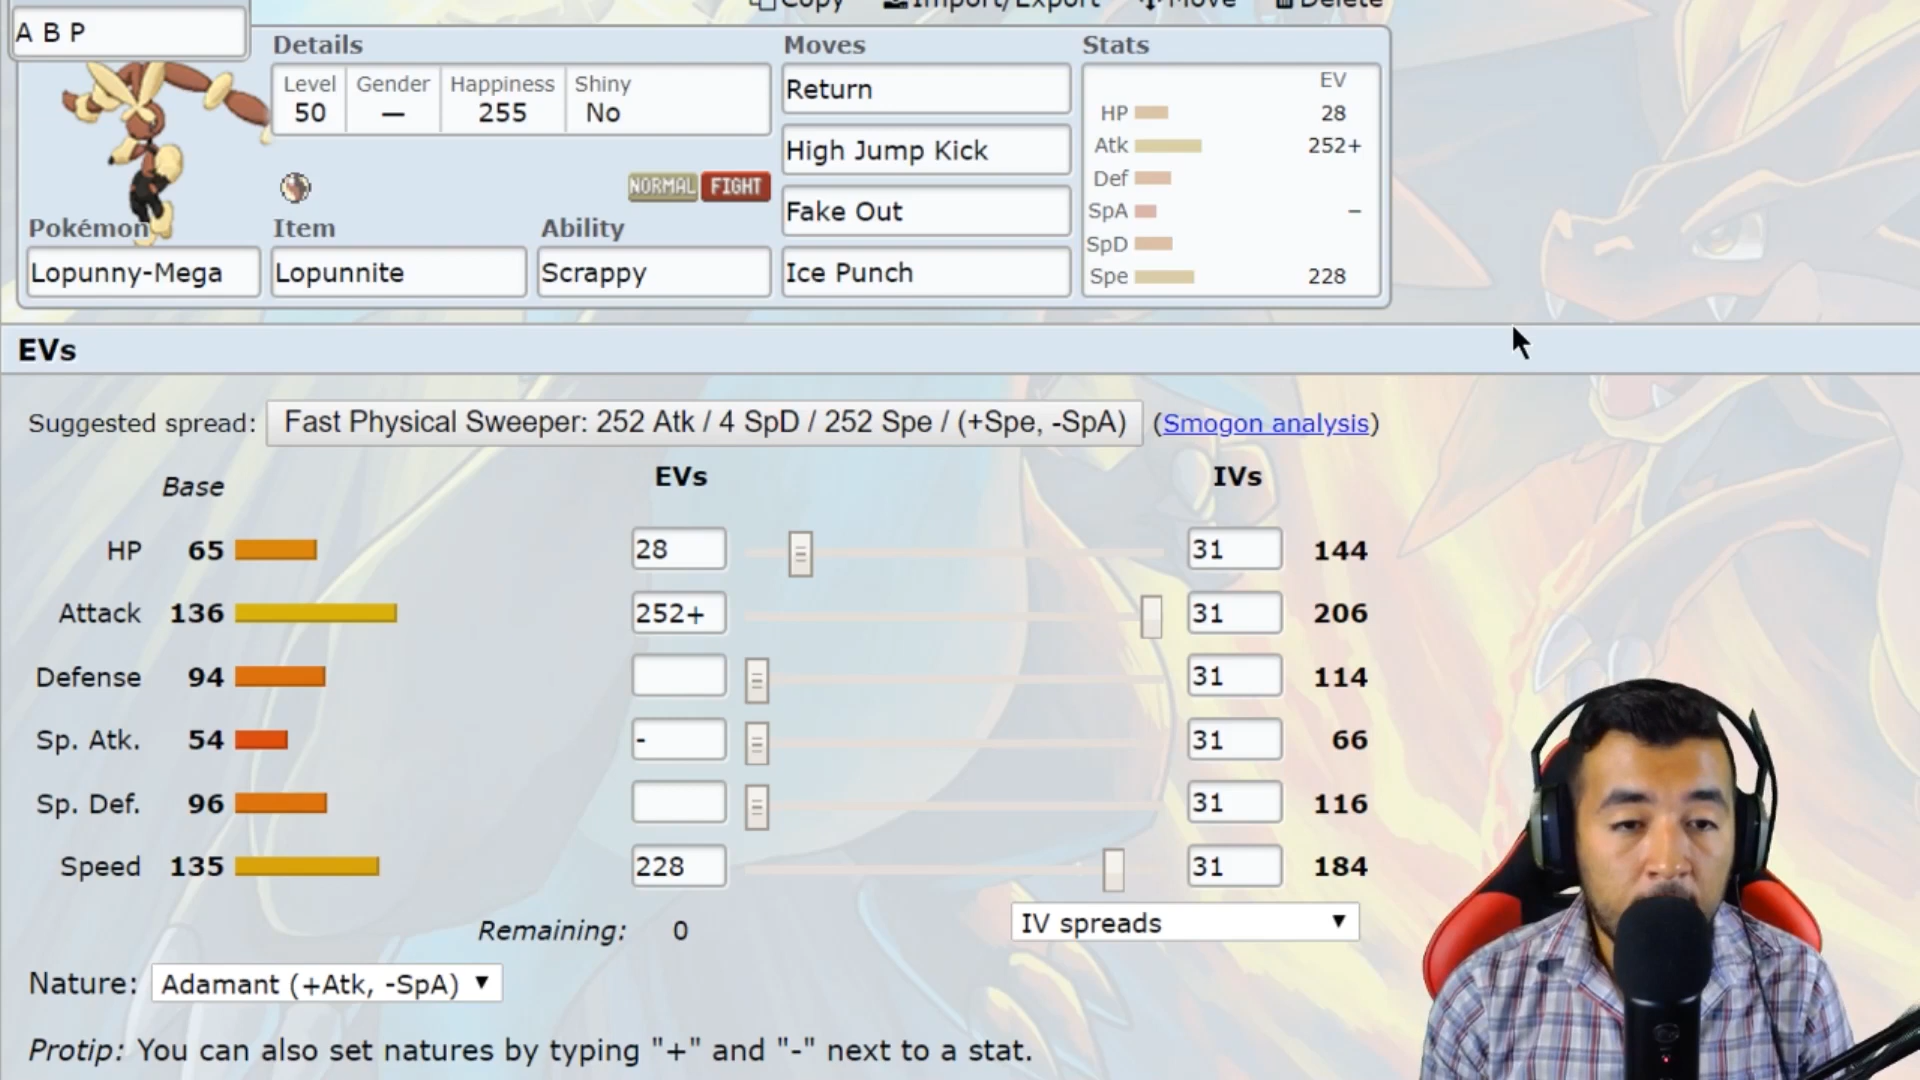 Copy Import/Export Move Delete
A B P
Details
Moves
Stats
Level Gender Happiness Shiny
50 — 255 No
Return
High Jump Kick
Fake Out
Ice Punch
EV
HP 28
Atk 252+
Def
SpA –
SpD
Spe 228
NORMAL FIGHT
Pokémon Item Ability
Lopunny-Mega Lopunnite Scrappy
EVs
Suggested spread: Fast Physical Sweeper: 252 Atk / 4 SpD / 252 Spe / (+Spe, -SpA) (Smogon analysis)
Base EVs IVs
HP 65 28 31 144
Attack 136 252+ 31 206
Defense 94 31 114
Sp. Atk. 54 - 31 66
Sp. Def. 96 31 116
Speed 135 228 31 184
Remaining: 0 IV spreads
Nature: Adamant (+Atk, -SpA)
Protip: You can also set natures by typing "+" and "-" next to a stat.